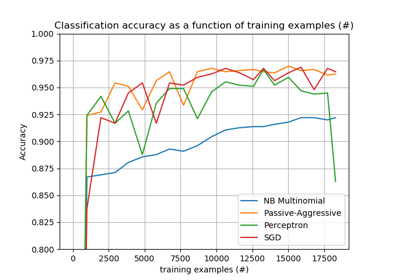 Classification accuracy as a function of training examples (#)
1.000
0.975
0.950
0.925
0.900
0.875
0.850
0.825
0.800
Accuracy
NB Multinomial
Passive-Aggressive
Perceptron
SGD
0 2500 5000 7500 10000 12500 15000 17500
training examples (#)